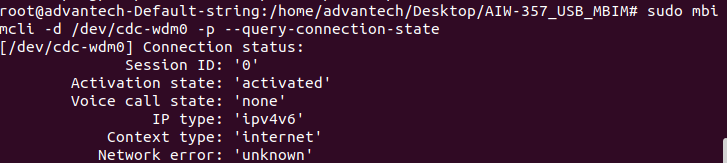 root@advantech-Default-string:/home/advantech/Desktop/AIW-357_USB_MBIM# sudo mbi
mcli -d /dev/cdc-wdm0 -p --query-connection-state
[/dev/cdc-wdm0] Connection status:
Session ID: '0'
Activation state: 'activated'
Voice call state: 'none'
IP type: 'ipv4v6'
Context type: 'internet'
Network error: 'unknown'